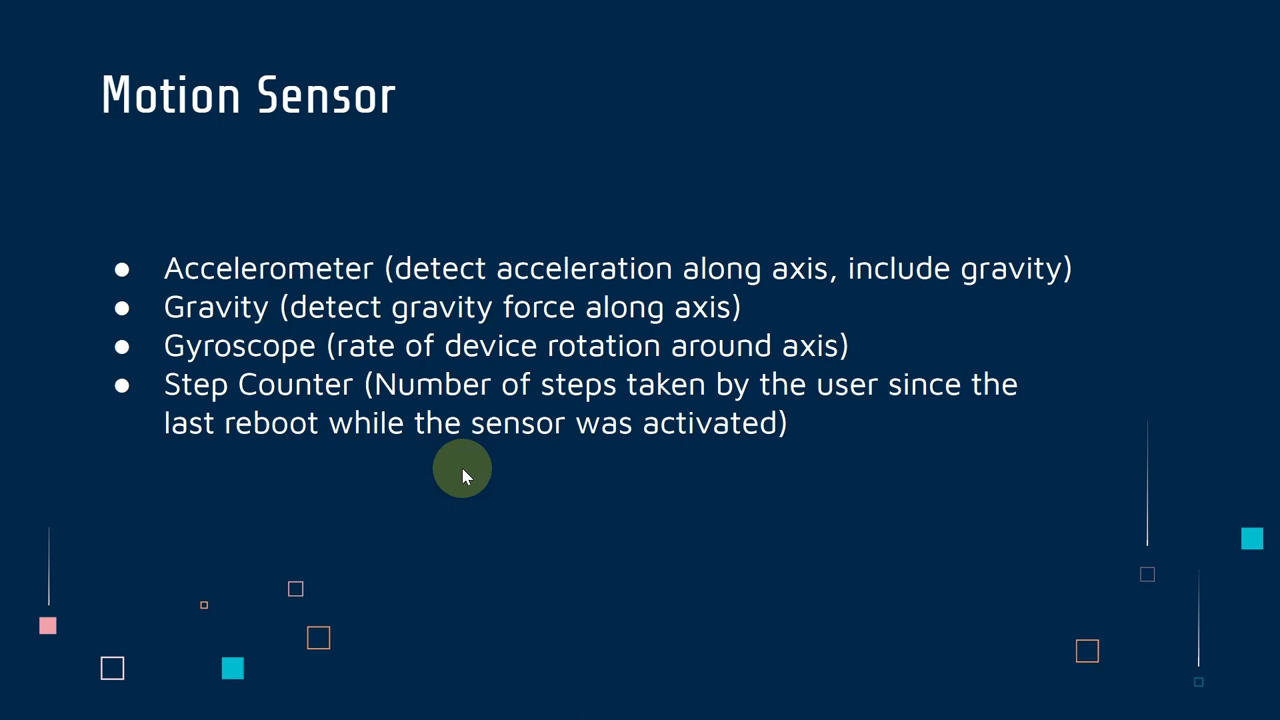 Motion Sensor
● Accelerometer (detect acceleration along axis, include gravity)
● Gravity (detect gravity force along axis)
● Gyroscope (rate of device rotation around axis)
● Step Counter (Number of steps taken by the user since the
last reboot while the sensor was activated)